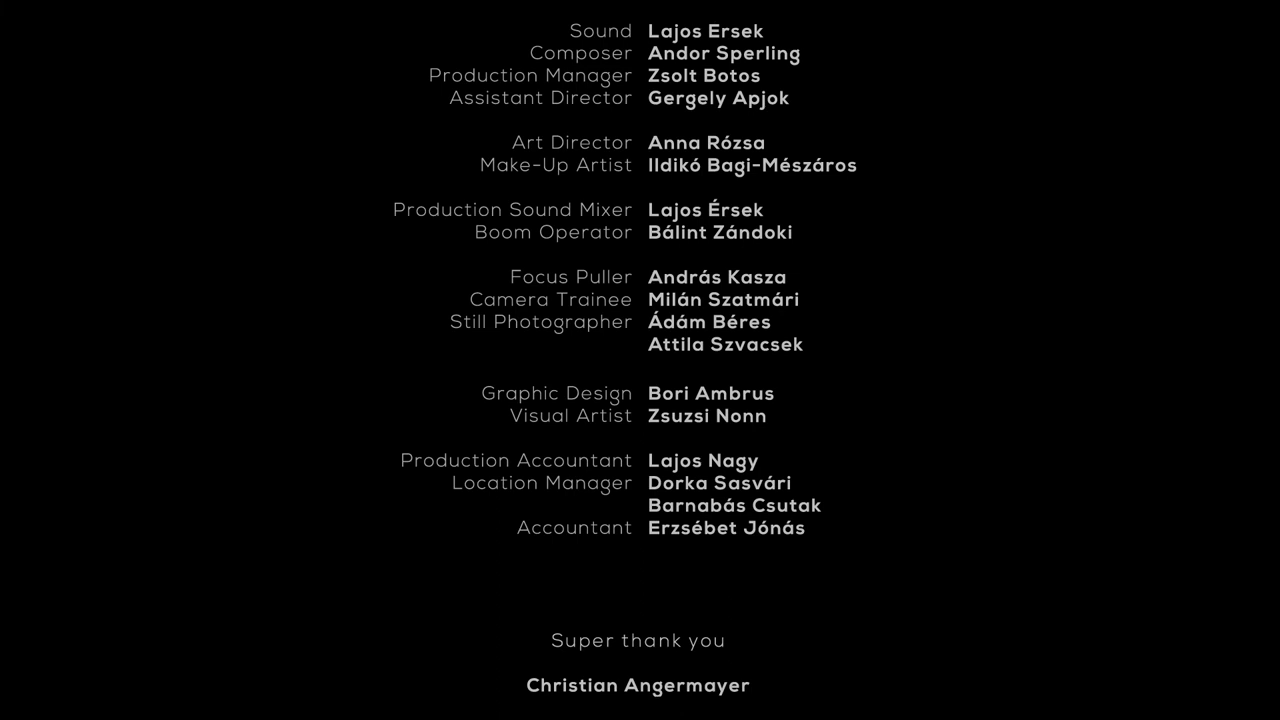 Sound Lajos Ersek
Composer Andor Sperling
Production Manager Zsolt Botos
Assistant Director Gergely Apjok
Art Director Anna Rózsa
Make-Up Artist Ildikó Bagi-Mészáros
Production Sound Mixer Lajos Érsek
Boom Operator Bálint Zándoki
Focus Puller András Kasza
Camera Trainee Milán Szatmári
Still Photographer Ádám Béres
Attila Szvacsek
Graphic Design Bori Ambrus
Visual Artist Zsuzsi Nonn
Production Accountant Lajos Nagy
Location Manager Dorka Sasvári
Barnabás Csutak
Accountant Erzsébet Jónás
Super thank you
Christian Angermayer